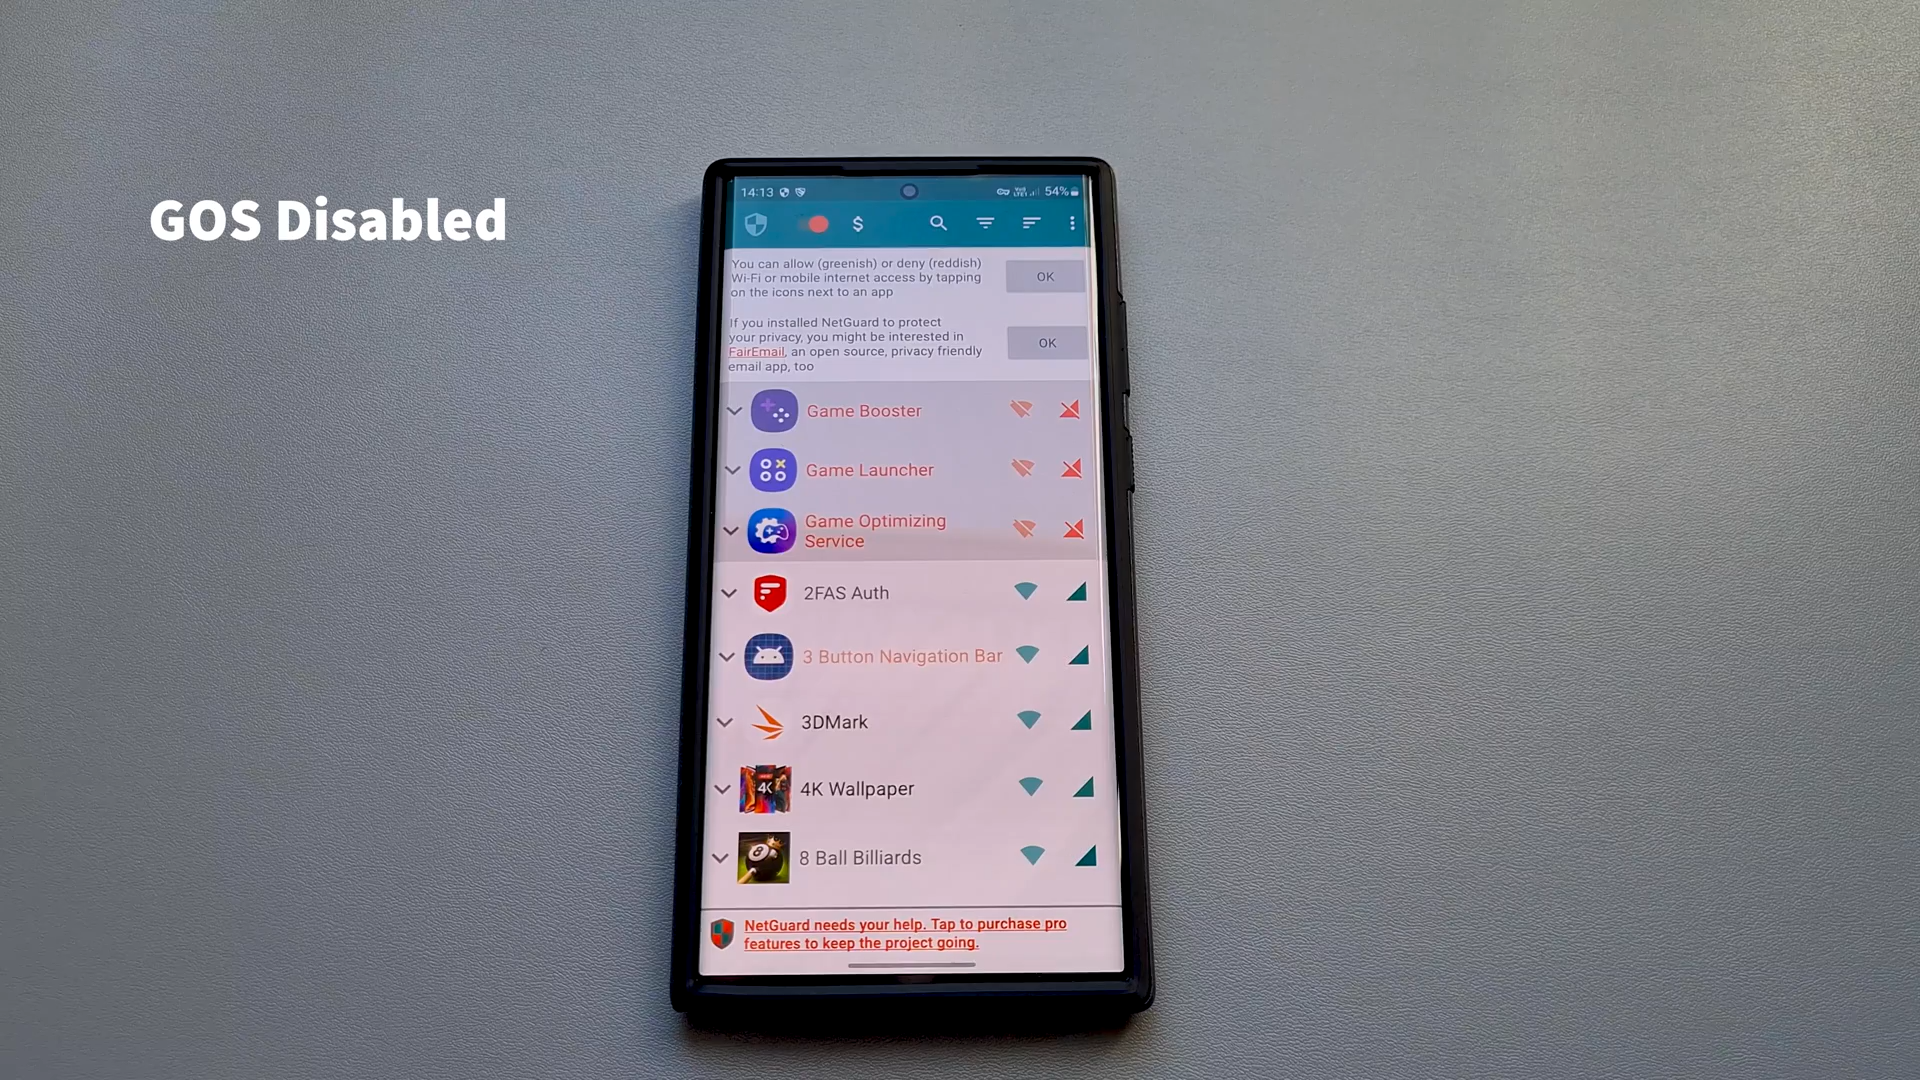 GOS Disabled
14:13
54%
$
You can allow (greenish) or deny (reddish)
Wi-Fi or mobile internet access by tapping
on the icons next to an app
OK
If you installed NetGuard to protect
your privacy, you might be interested in
FairEmail, an open source, privacy friendly
email app, too
OK
Game Booster
Game Launcher
Game Optimizing
Service
2FAS Auth
3 Button Navigation Bar
3DMark
4K Wallpaper
8 Ball Billiards
NetGuard needs your help. Tap to purchase pro
features to keep the project going.